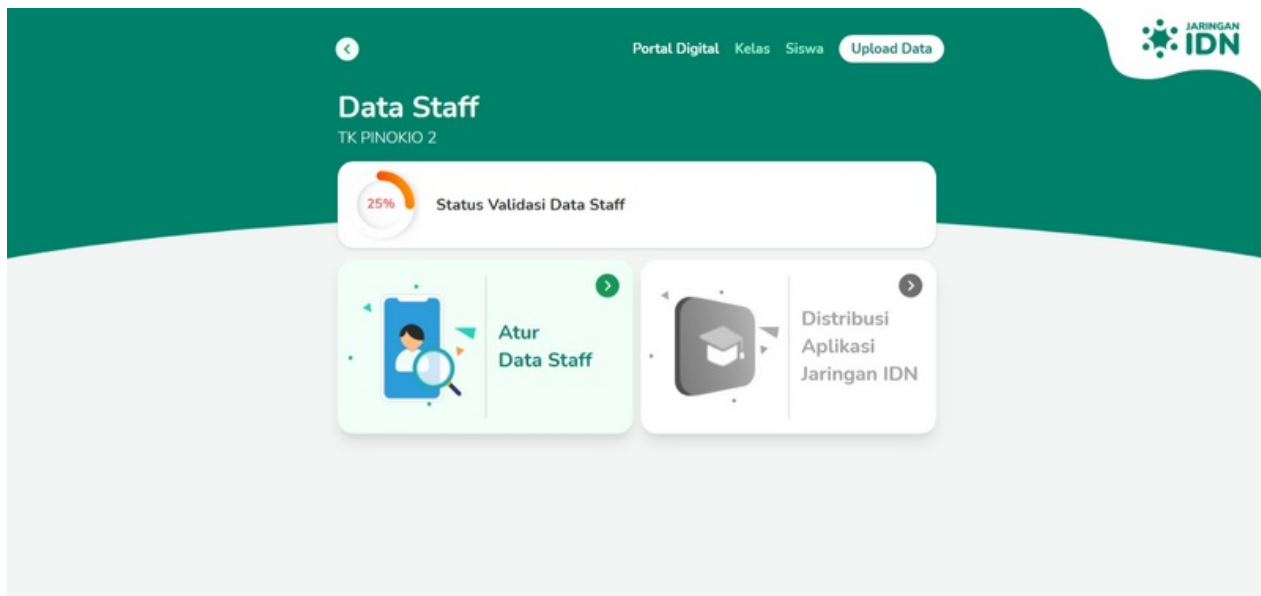 Portal Digital Kelas Siswa Upload Data
JARINGAN
IDN
Data Staff
TK PINOKIO 2
25%
Status Validasi Data Staff
Atur
Data Staff
Distribusi
Aplikasi
Jaringan IDN